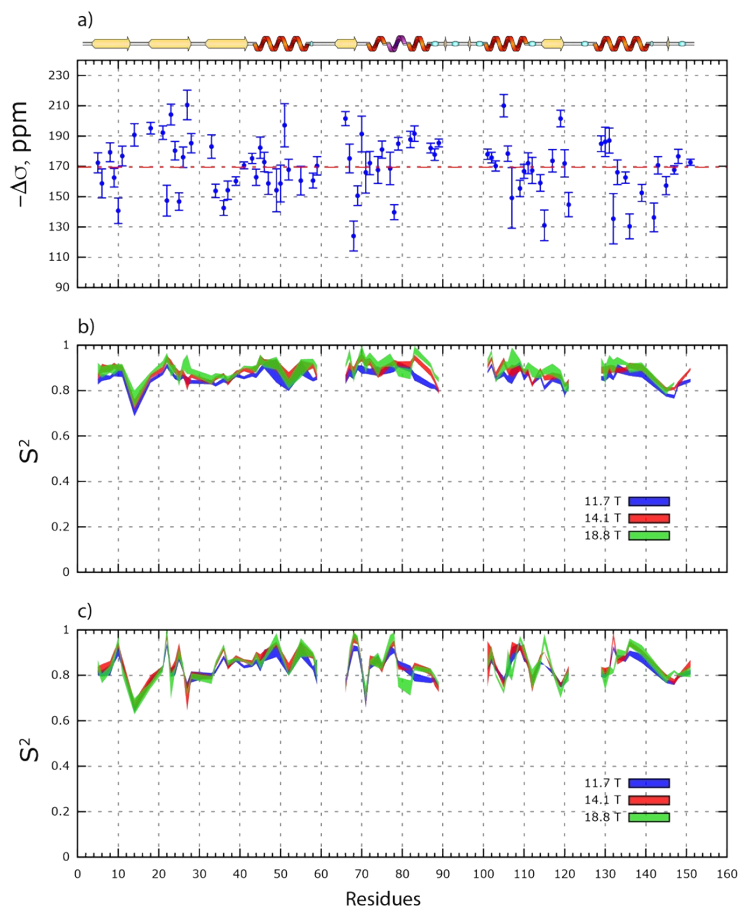 a)
230
210
190
170
150
130
110
90
−Δσ, ppm
b)
1
0.8
0.6
0.4
0.2
0
S2
11.7 T
14.1 T
18.8 T
c)
1
0.8
0.6
0.4
0.2
0
S2
11.7 T
14.1 T
18.8 T
0 10 20 30 40 50 60 70 80 90 100 110 120 130 140 150 160
Residues